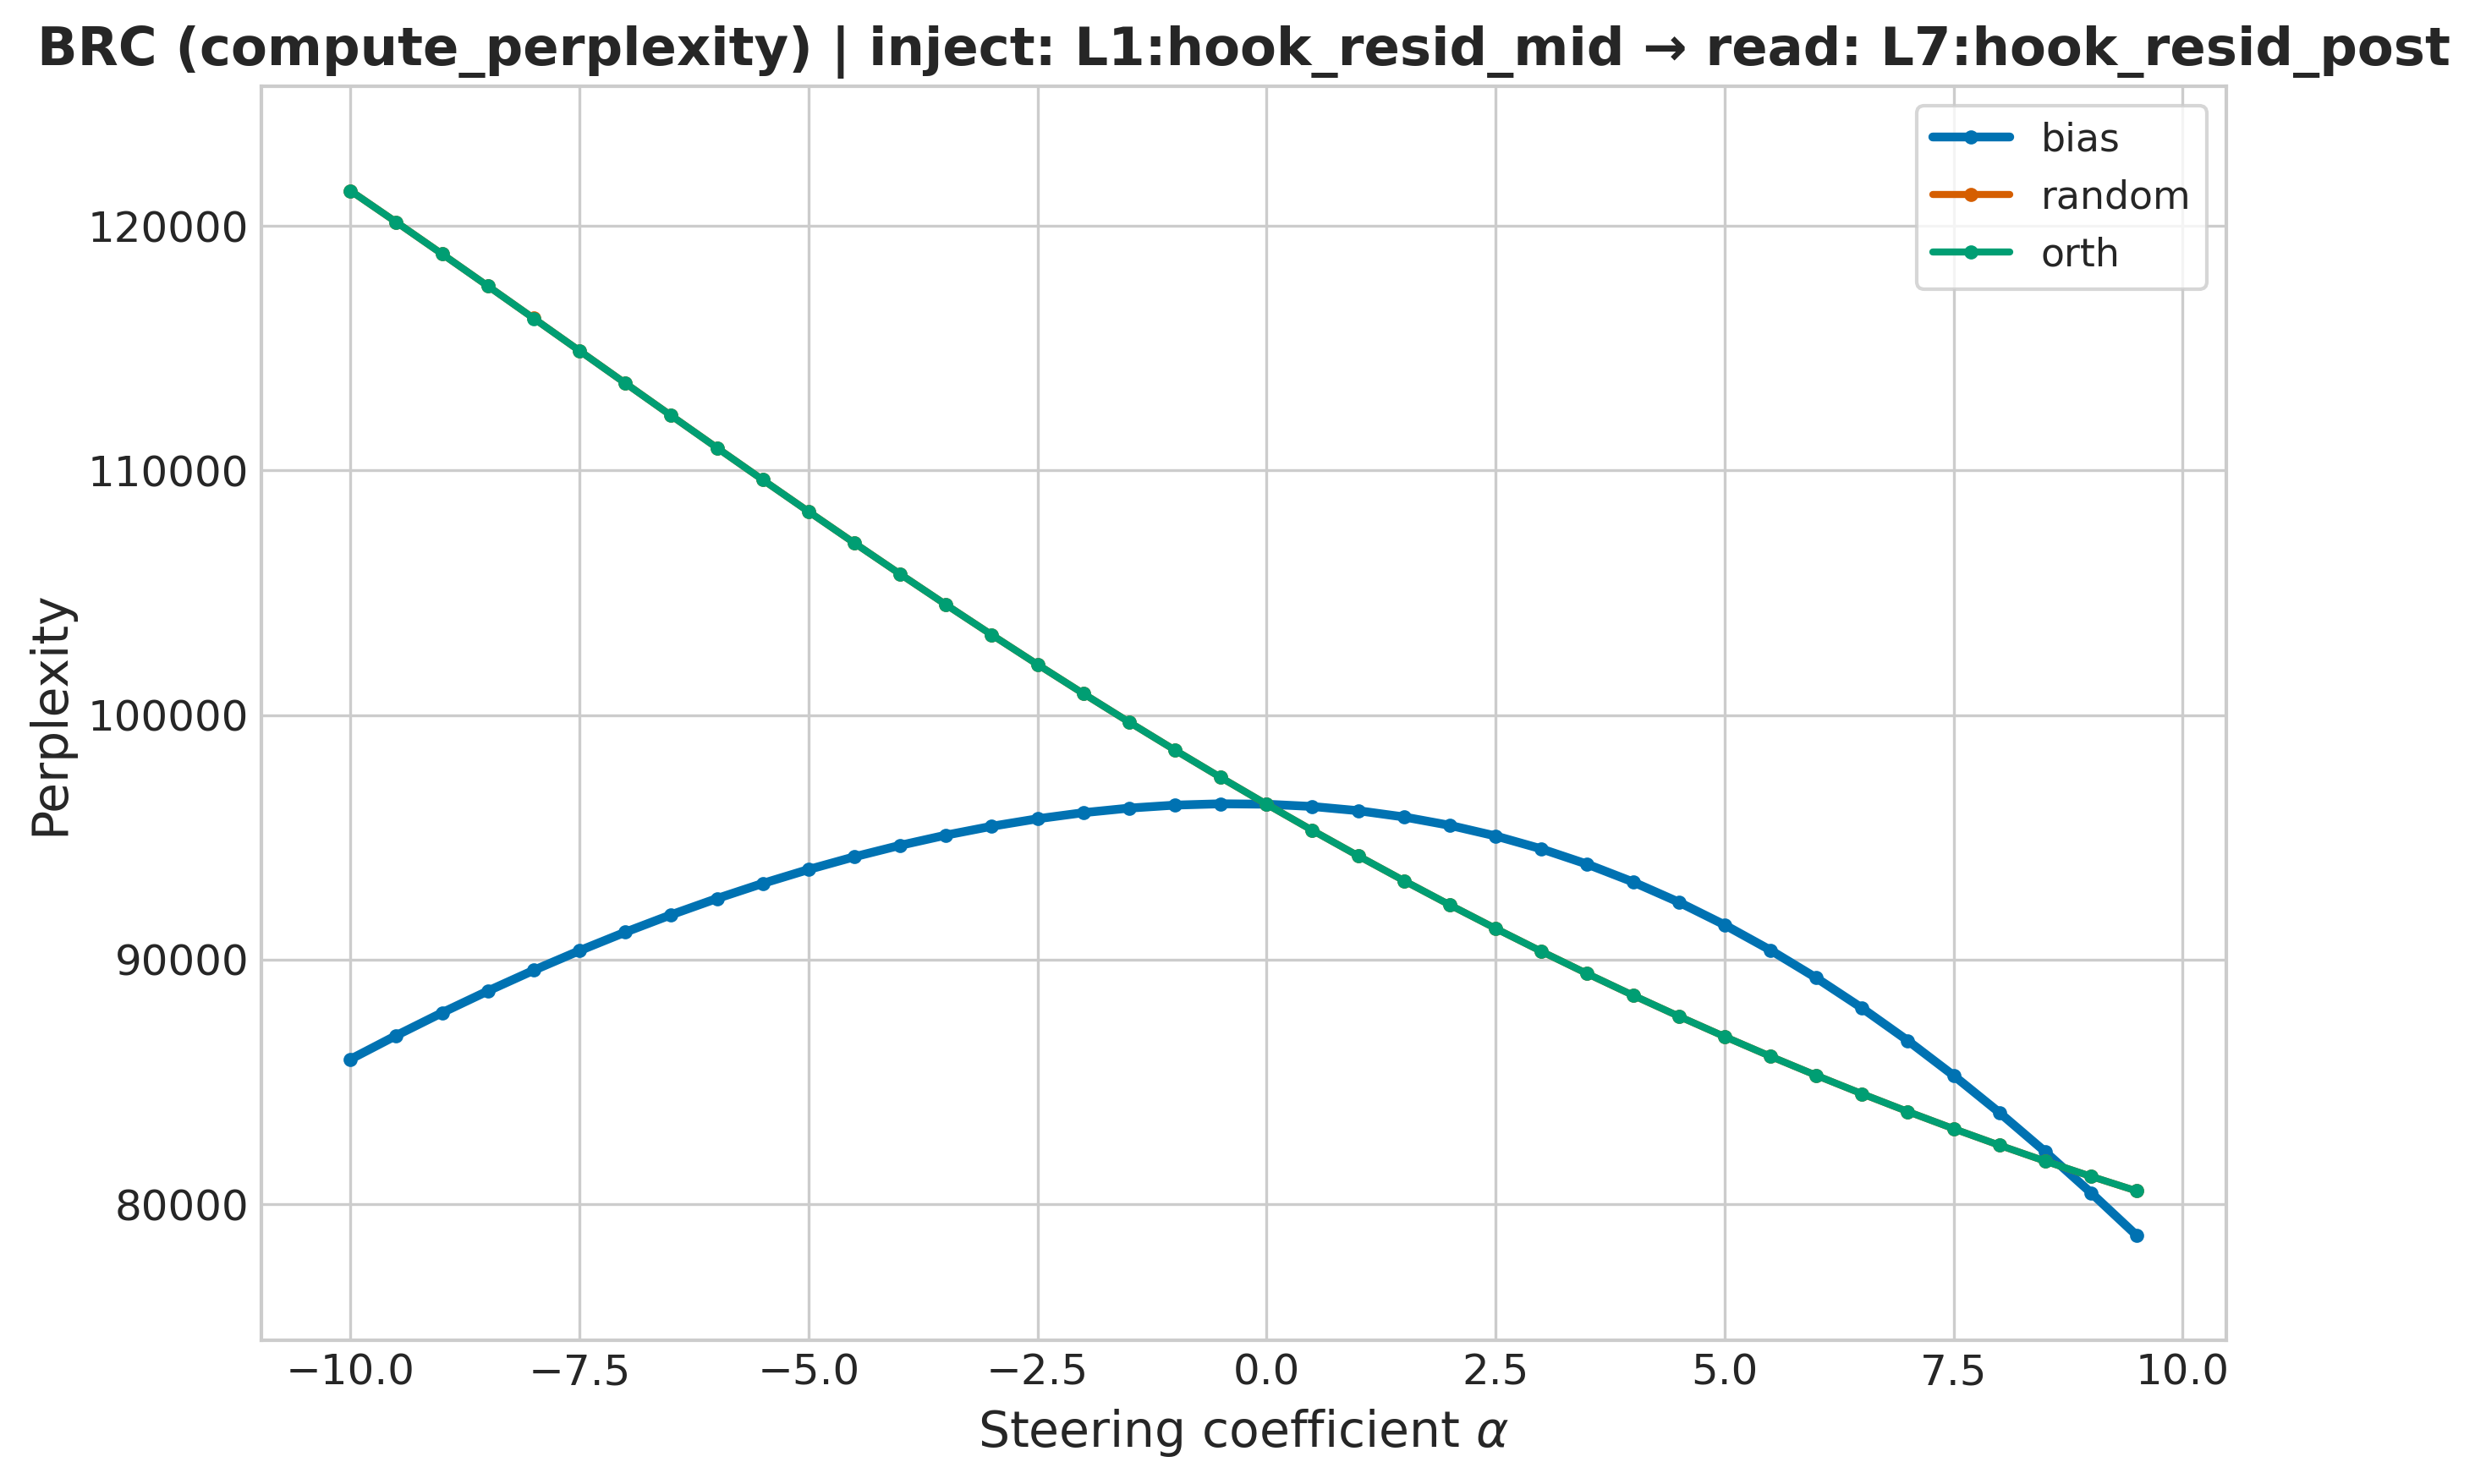 BRC (compute_perplexity) | inject: L1:hook_resid_mid → read: L7:hook_resid_post
bias
random
orth
120000
110000
100000
90000
80000
Perplexity
−10.0 −7.5 −5.0 −2.5 0.0 2.5 5.0 7.5 10.0
Steering coefficient α